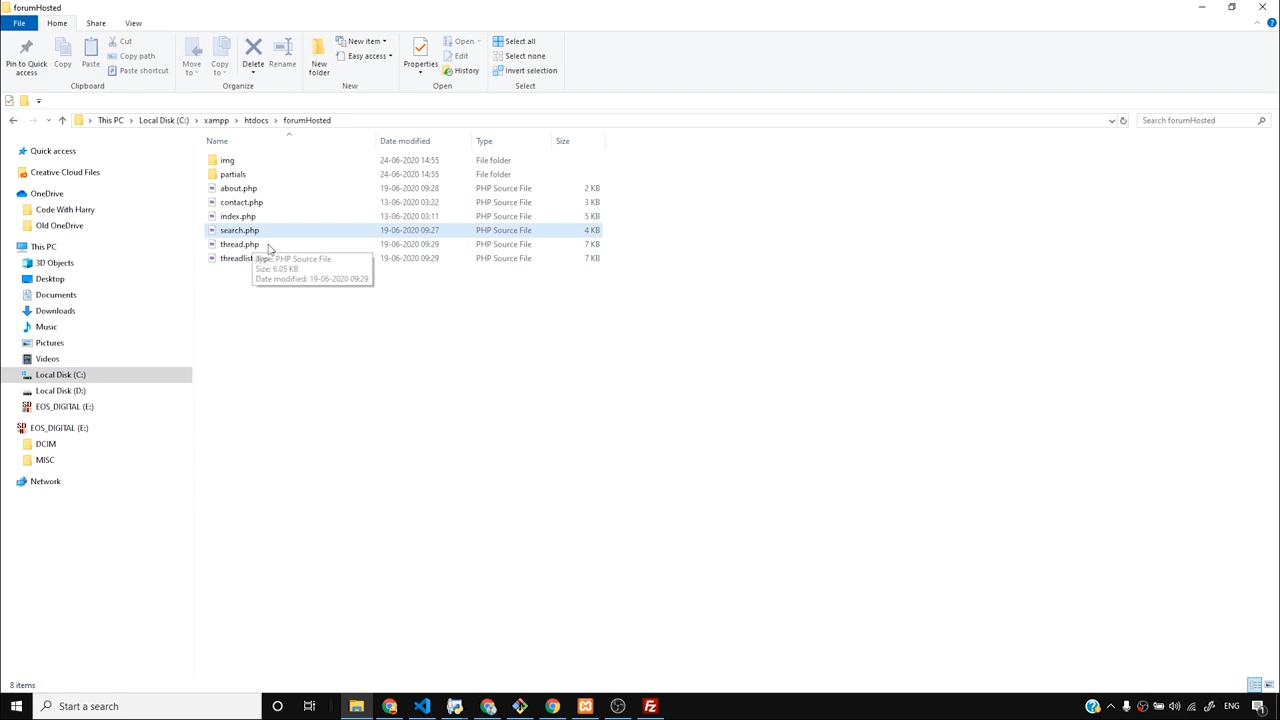 forumHosted
File Home Share View
Pin to Quick access
Copy
Paste
Cut
Copy path
Paste shortcut
Clipboard
Move to
Copy to
Delete
Rename
Organize
New folder
New item
Easy access
New
Properties
Open
Edit
History
Open
Select all
Select none
Invert selection
Select
This PC > Local Disk (C:) > xampp > htdocs > forumHosted
Search forumHosted
Quick access
Creative Cloud Files
OneDrive
Code With Harry
Old OneDrive
This PC
3D Objects
Desktop
Documents
Downloads
Music
Pictures
Videos
Local Disk (C:)
Local Disk (D:)
EOS_DIGITAL (E:)
EOS_DIGITAL (E:)
DCIM
MISC
Network
Name Date modified Type Size
img 24-06-2020 14:55 File folder
partials 24-06-2020 14:55 File folder
about.php 19-06-2020 09:28 PHP Source File 2 KB
contact.php 13-06-2020 03:22 PHP Source File 3 KB
index.php 13-06-2020 03:11 PHP Source File 5 KB
search.php 19-06-2020 09:27 PHP Source File 4 KB
thread.php 19-06-2020 09:29 PHP Source File 7 KB
threadlist 19-06-2020 09:29 PHP Source File 7 KB
Type: PHP Source File
Size: 6.05 KB
Date modified: 19-06-2020 09:29
8 items
Start a search
ENG